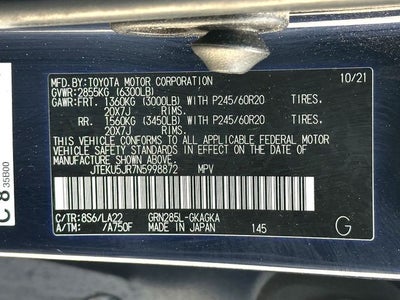 MFD.BY:TOYOTA MOTOR CORPORATION 10/21
GVWR:2855KG (6300LB)
GAWR:FRT. 1360KG (3000LB) WITH P245/60R20 TIRES.
20X7J RIMS.
RR. 1560KG (3450LB) WITH P245/60R20 TIRES.
20X7J RIMS.
THIS VEHICLE CONFORMS TO ALL APPLICABLE FEDERAL MOTOR
VEHICLE SAFETY STANDARDS IN EFFECT ON THE DATE OF
MANUFACTURE SHOWN ABOVE.
JTEKU5JR7N5998872 MPV
C/TR:8S6/LA22 GRN285L-GKAGKA
A/TM: /A750F MADE IN JAPAN 145 G
C 8
35B00